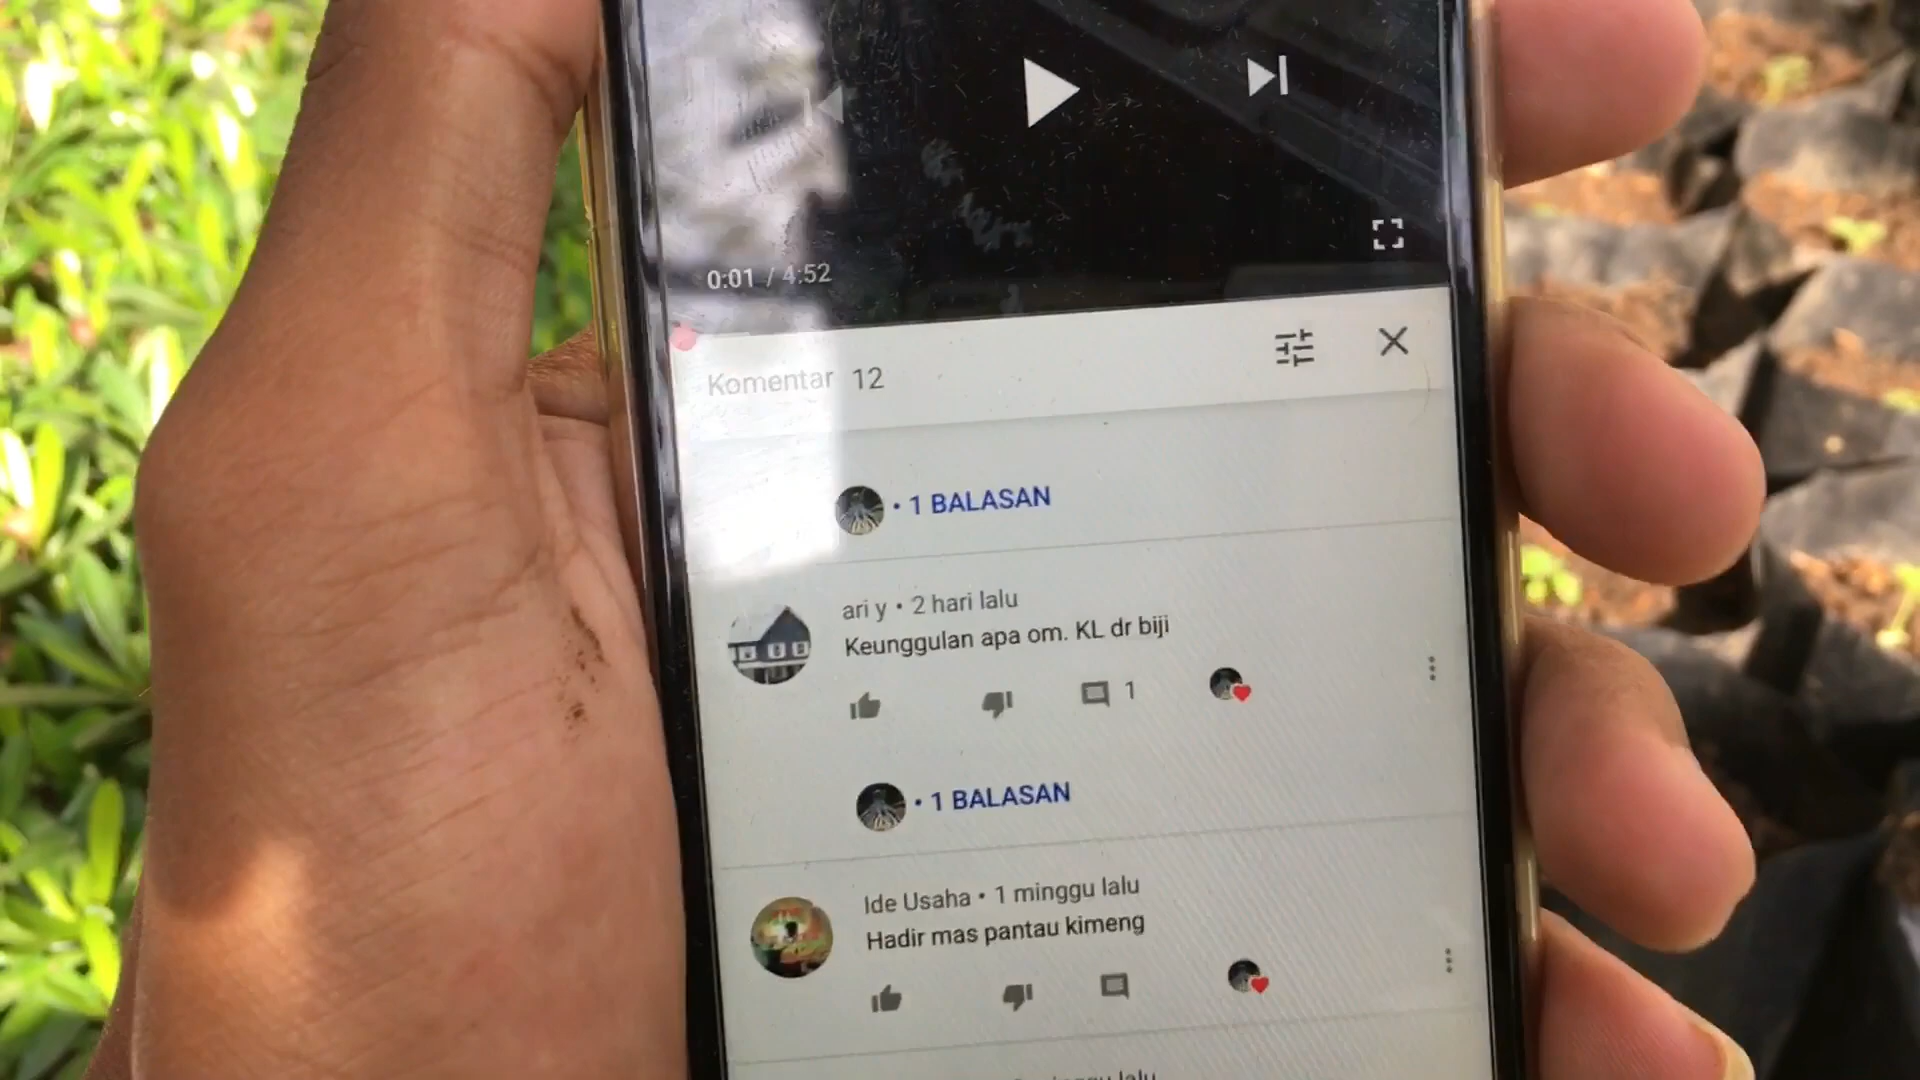 0:01 / 4:52
Komentar 12
• 1 BALASAN
ari y • 2 hari lalu
Keunggulan apa om. KL dr biji
1
• 1 BALASAN
Ide Usaha • 1 minggu lalu
Hadir mas pantau kimeng
lalu